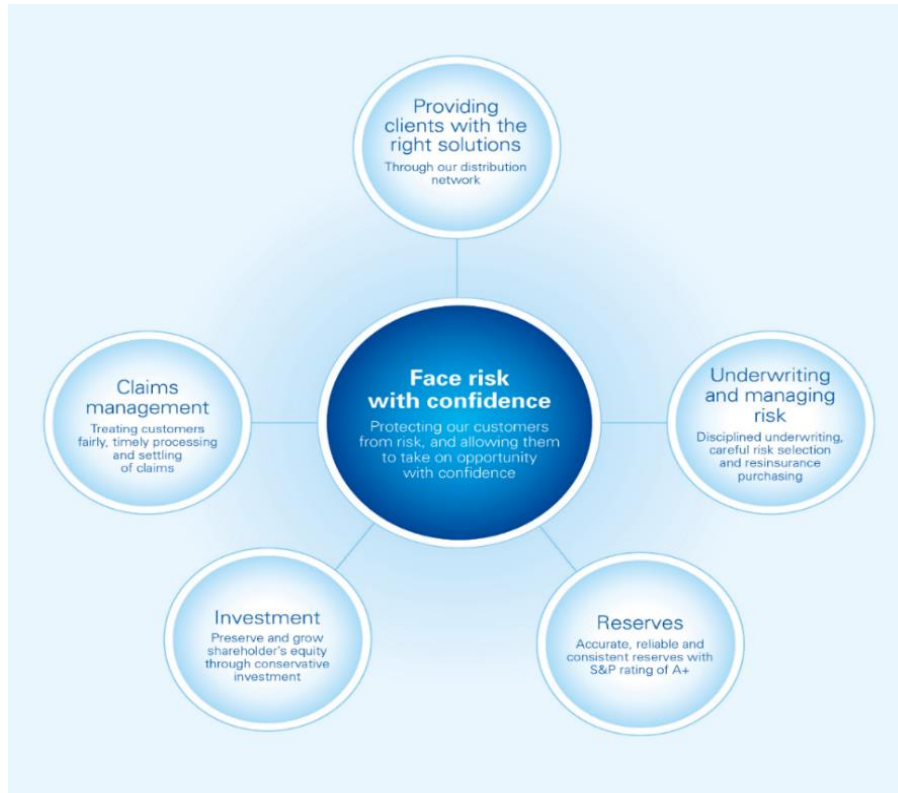 Providing
clients with the
right solutions
Through our distribution
network
Claims
management
Treating customers
fairly, timely processing
and settling
of claims
Face risk
with confidence
Protecting our customers
from risk, and allowing them
to take on opportunity
with confidence
Underwriting
and managing
risk
Disciplined underwriting,
careful risk selection
and resinsurance
purchasing
Investment
Preserve and grow
shareholder's equity
through conservative
investment
Reserves
Accurate, reliable and
consistent reserves with
S&P rating of A+